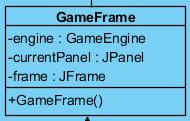 GameFrame
-engine : GameEngine
-currentPanel : JPanel
-frame : JFrame
+GameFrame()